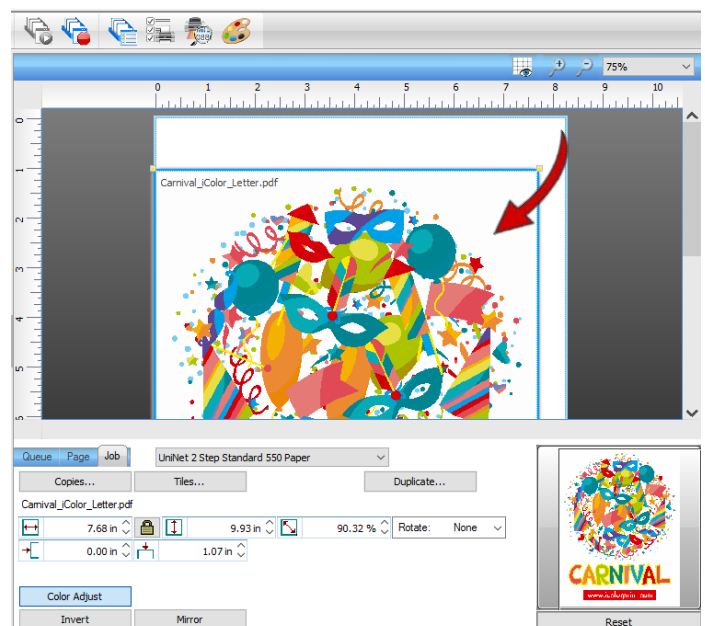 75%
0 1 2 3 4 5 6 7 8 9 10
0
1
2
3
4
5
6
Carnival_iColor_Letter.pdf
Queue Page Job UniNet 2 Step Standard 550 Paper
Copies... Tiles... Duplicate...
Carnival_iColor_Letter.pdf
7.68 in 9.93 in 90.32 % Rotate: None
0.00 in 1.07 in
CARNIVAL
Color Adjust
Invert Mirror Reset